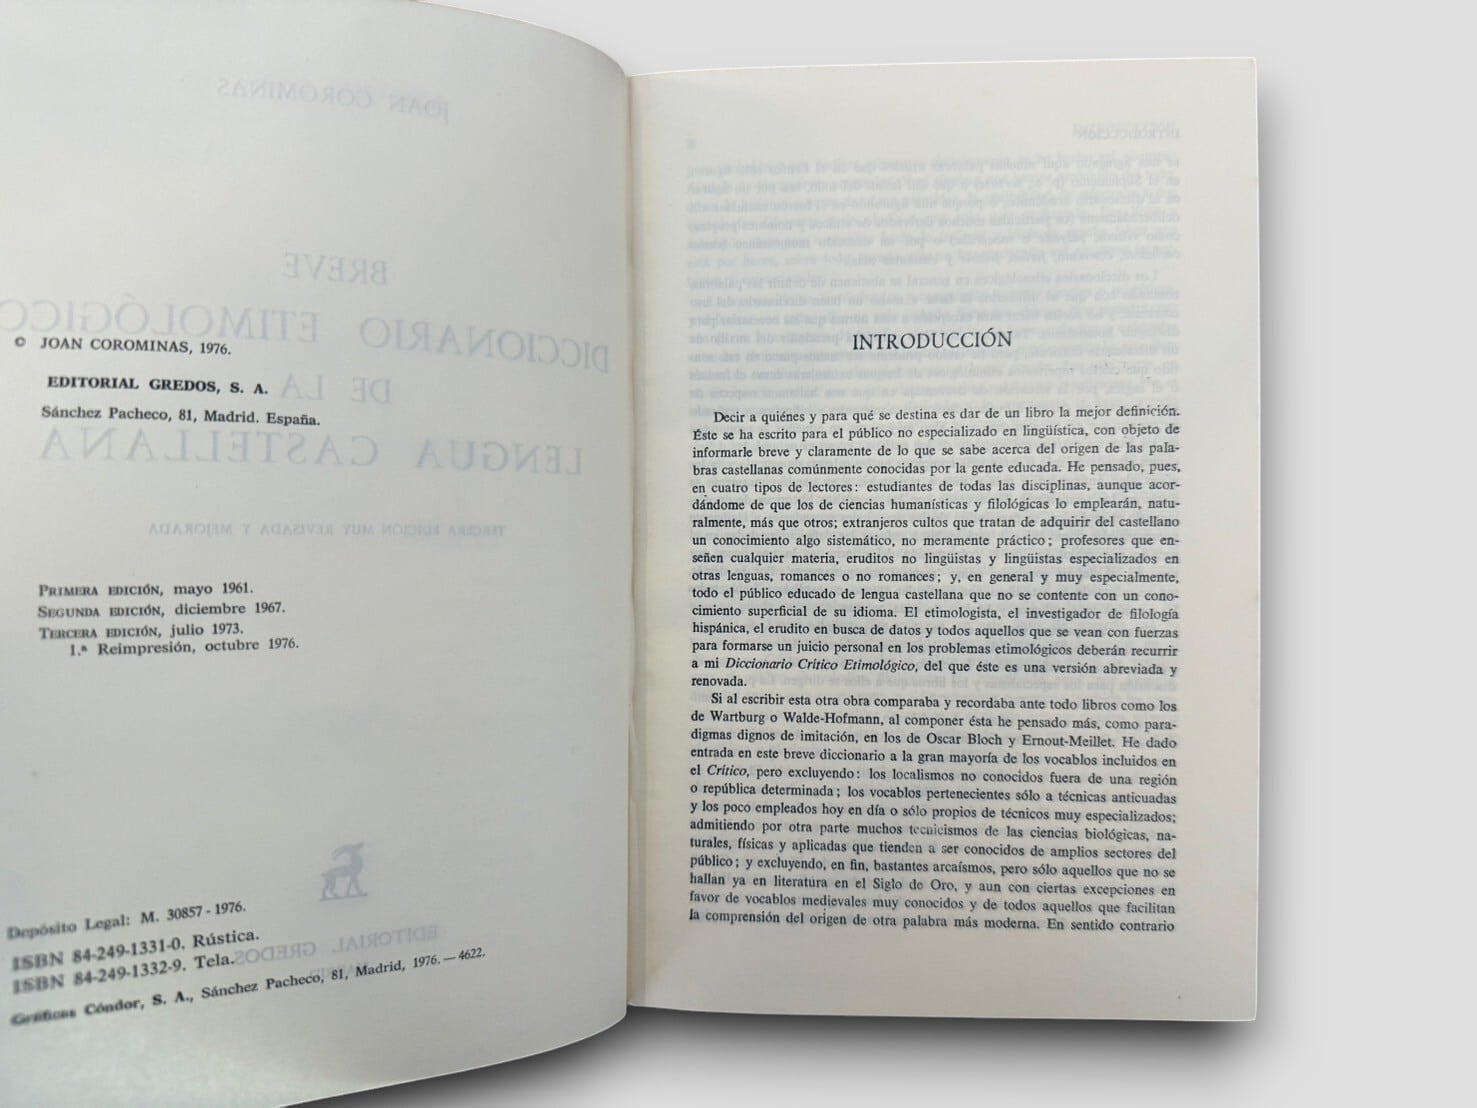 © JOAN COROMINAS, 1976.
EDITORIAL GREDOS, S. A.
Sánchez Pacheco, 81, Madrid. España.
PRIMERA EDICIÓN, mayo 1961.
SEGUNDA EDICIÓN, diciembre 1967.
TERCERA EDICIÓN, julio 1973.
1.ª Reimpresión, octubre 1976.
Depósito Legal: M. 30857 - 1976.
ISBN 84-249-1331-0. Rústica.
ISBN 84-249-1332-9. Tela.
Gráficas Cóndor, S. A., Sánchez Pacheco, 81, Madrid, 1976. — 4622.
JOAN COROMINAS
BREVE
DICCIONARIO ETIMOLÓGICO
DE LA
LENGUA CASTELLANA
TERCERA EDICIÓN MUY REVISADA Y MEJORADA
EDITORIAL GREDOS
INTRODUCCIÓN
Decir a quiénes y para qué se destina es dar de un libro la mejor definición.
Éste se ha escrito para el público no especializado en lingüística, con objeto de
informarle breve y claramente de lo que se sabe acerca del origen de las pala-
bras castellanas comúnmente conocidas por la gente educada. He pensado, pues,
en cuatro tipos de lectores: estudiantes de todas las disciplinas, aunque acor-
dándome de que los de ciencias humanísticas y filológicas lo emplearán, natu-
ralmente, más que otros; extranjeros cultos que tratan de adquirir del castellano
un conocimiento algo sistemático, no meramente práctico; profesores que en-
señen cualquier materia, eruditos no lingüistas y lingüistas especializados en
otras lenguas, romances o no romances; y, en general y muy especialmente,
todo el público educado de lengua castellana que no se contente con un cono-
cimiento superficial de su idioma. El etimologista, el investigador de filología
hispánica, el erudito en busca de datos y todos aquellos que se vean con fuerzas
para formarse un juicio personal en los problemas etimológicos deberán recurrir
a mi Diccionario Crítico Etimológico, del que éste es una versión abreviada y
renovada.
Si al escribir esta otra obra comparaba y recordaba ante todo libros como los
de Wartburg o Walde-Hofmann, al componer ésta he pensado más, como para-
digmas dignos de imitación, en los de Oscar Bloch y Ernout-Meillet. He dado
entrada en este breve diccionario a la gran mayoría de los vocablos incluidos en
el Crítico, pero excluyendo: los localismos no conocidos fuera de una región
o república determinada; los vocablos pertenecientes sólo a técnicas anticuadas
y los poco empleados hoy en día o sólo propios de técnicos muy especializados;
admitiendo por otra parte muchos tecnicismos de las ciencias biológicas, na-
turales, físicas y aplicadas que tienden a ser conocidos de amplios sectores del
público; y excluyendo, en fin, bastantes arcaísmos, pero sólo aquellos que no se
hallan ya en literatura en el Siglo de Oro, y aun con ciertas excepciones en
favor de vocablos medievales muy conocidos y de todos aquellos que facilitan
la comprensión del origen de otra palabra más moderna. En sentido contrario